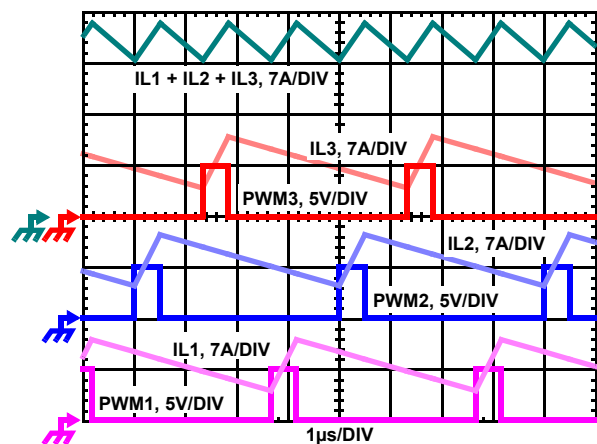 IL1 + IL2 + IL3, 7A/DIV
IL3, 7A/DIV
PWM3, 5V/DIV
IL2, 7A/DIV
PWM2, 5V/DIV
IL1, 7A/DIV
PWM1, 5V/DIV
1µs/DIV